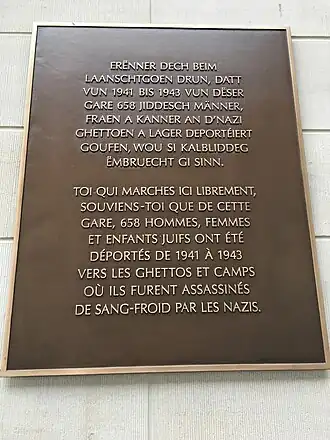 ERËNNER DECH BEIM
LAANSCHTGOEN DRUN, DATT
VUN 1941 BIS 1943 VUN DËSER
GARE 658 JIDDESCH MÄNNER,
FRAEN A KANNER AN D'NAZI
GHETTOEN A LAGER DEPORTÉIERT
GOUFEN, WOU SI KALBLIDDEG
ËMBRUECHT GI SINN.
TOI QUI MARCHES ICI LIBREMENT,
SOUVIENS-TOI QUE DE CETTE
GARE, 658 HOMMES, FEMMES
ET ENFANTS JUIFS ONT ÉTÉ
DÉPORTÉS DE 1941 À 1943
VERS LES GHETTOS ET CAMPS
OÙ ILS FURENT ASSASSINÉS
DE SANG-FROID PAR LES NAZIS.